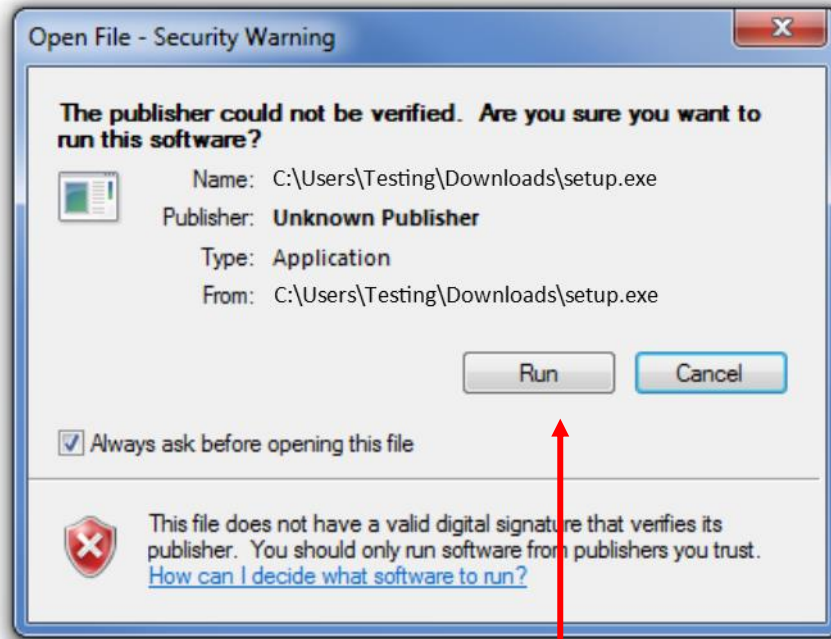 Open File - Security Warning
The publisher could not be verified.  Are you sure you want to
run this software?
Name: C:\Users\Testing\Downloads\setup.exe
Publisher: Unknown Publisher
Type: Application
From: C:\Users\Testing\Downloads\setup.exe
Run Cancel
Always ask before opening this file
This file does not have a valid digital signature that verifies its
publisher.  You should only run software from publishers you trust.
How can I decide what software to run?